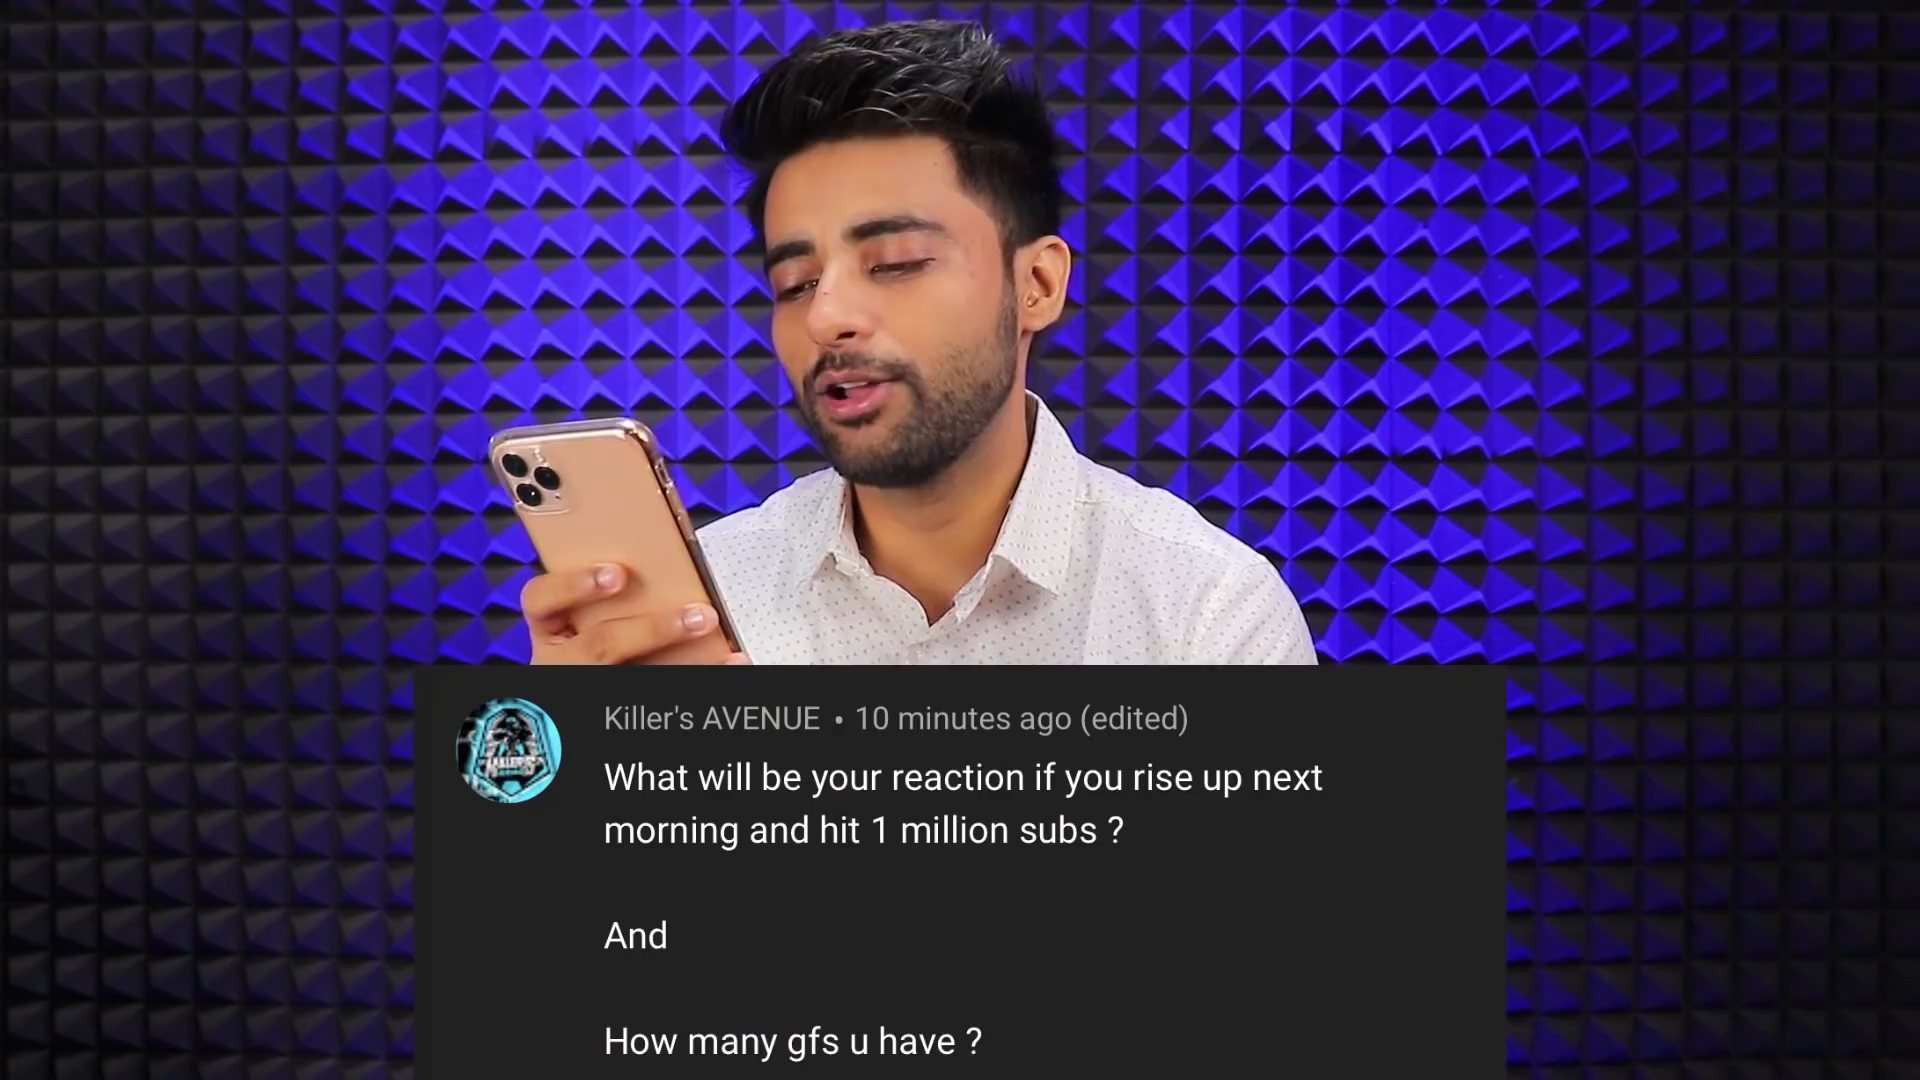 Killer's AVENUE • 10 minutes ago (edited)
What will be your reaction if you rise up next
morning and hit 1 million subs ?
And
How many gfs u have ?